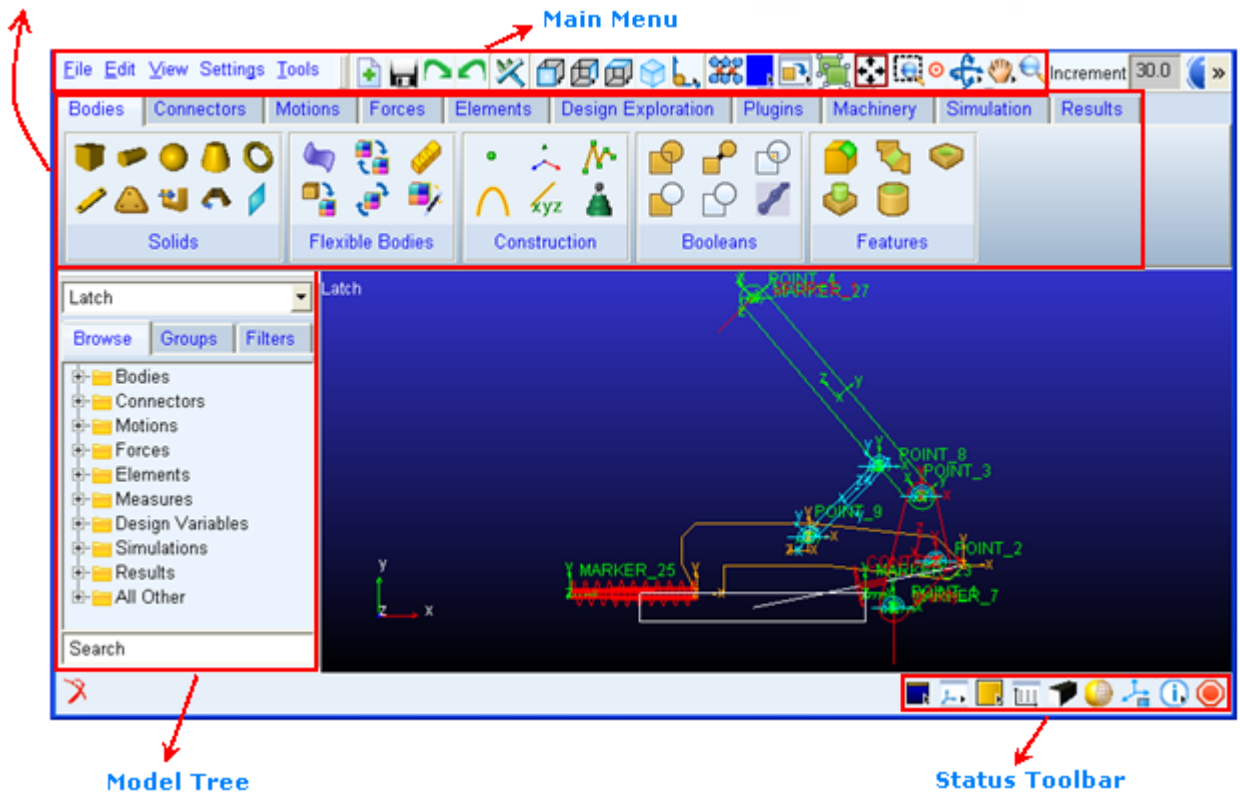 Main Menu
File Edit View Settings Tools
Increment 30.0 »
Bodies Connectors Motions Forces Elements Design Exploration Plugins Machinery Simulation Results
xyz
Solids Flexible Bodies Construction Booleans Features
Latch
Latch
Browse Groups Filters
Bodies
Connectors
Motions
Forces
Elements
Measures
Design Variables
Simulations
Results
All Other
Search
POINT_4
MARKER_27
z y
POINT_8
POINT_3
POINT_9
POINT_2
MARKER_25
y
z x
Model Tree
Status Toolbar